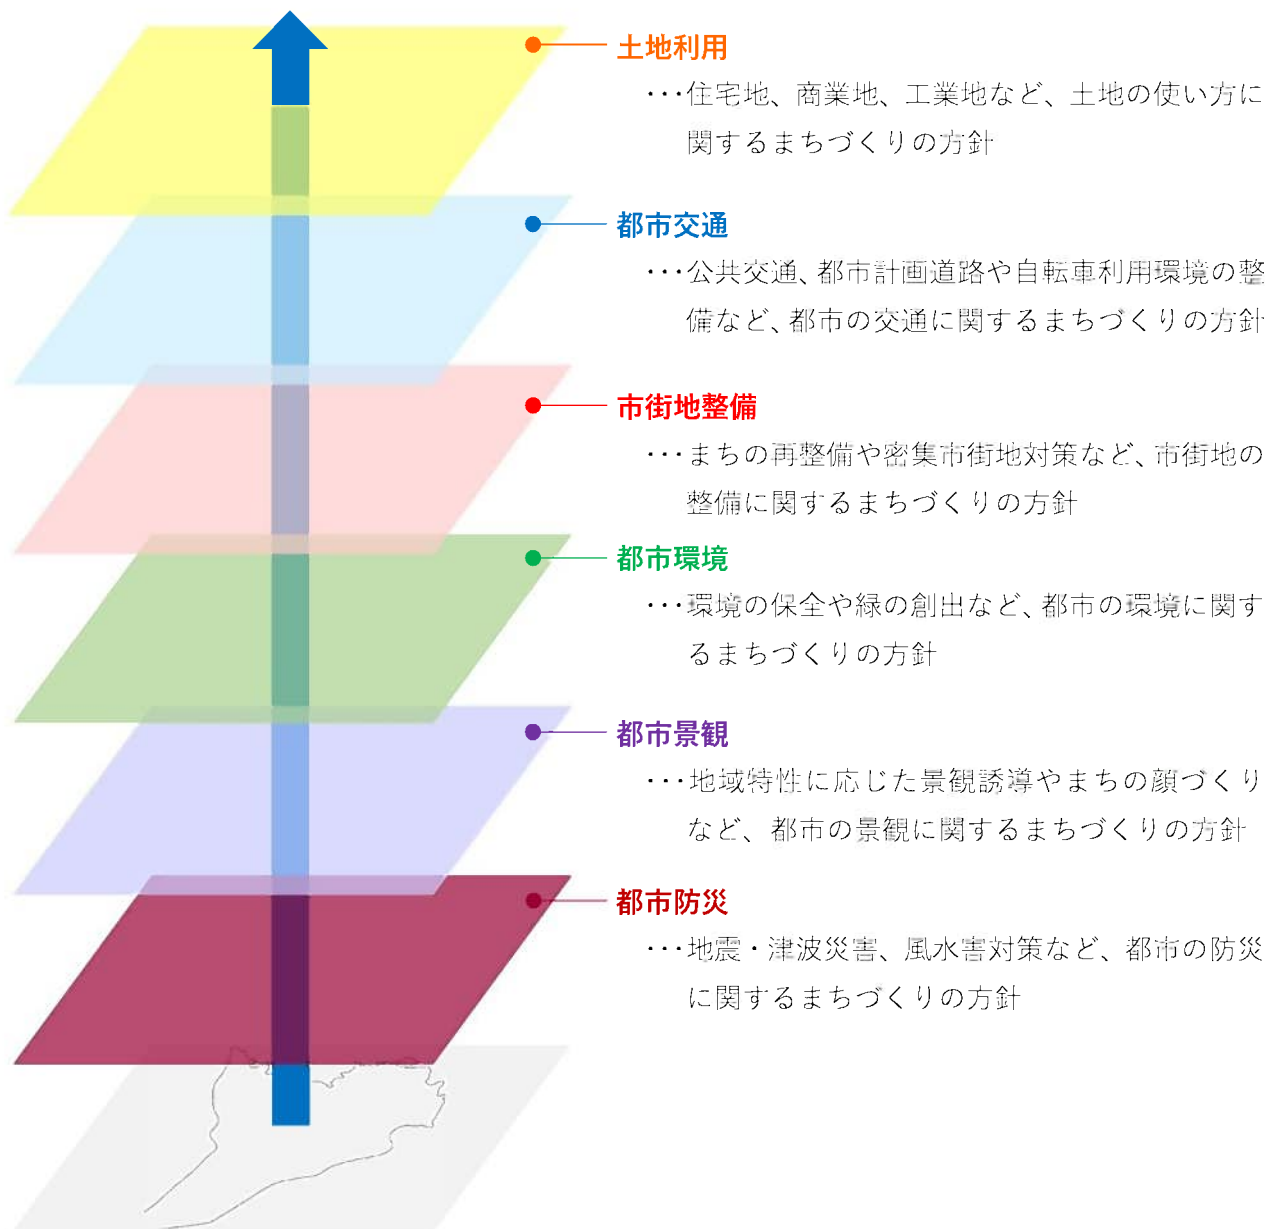 土地利用
･･･住宅地、商業地、工業地など、土地の使い方に
関するまちづくりの方針
都市交通
･･･公共交通、都市計画道路や自転車利用環境の整
備など、都市の交通に関するまちづくりの方針
市街地整備
･･･まちの再整備や密集市街地対策など、市街地の
整備に関するまちづくりの方針
都市環境
･･･環境の保全や緑の創出など、都市の環境に関す
るまちづくりの方針
都市景観
･･･地域特性に応じた景観誘導やまちの顔づくり
など、都市の景観に関するまちづくりの方針
都市防災
･･･地震・津波災害、風水害対策など、都市の防災
に関するまちづくりの方針